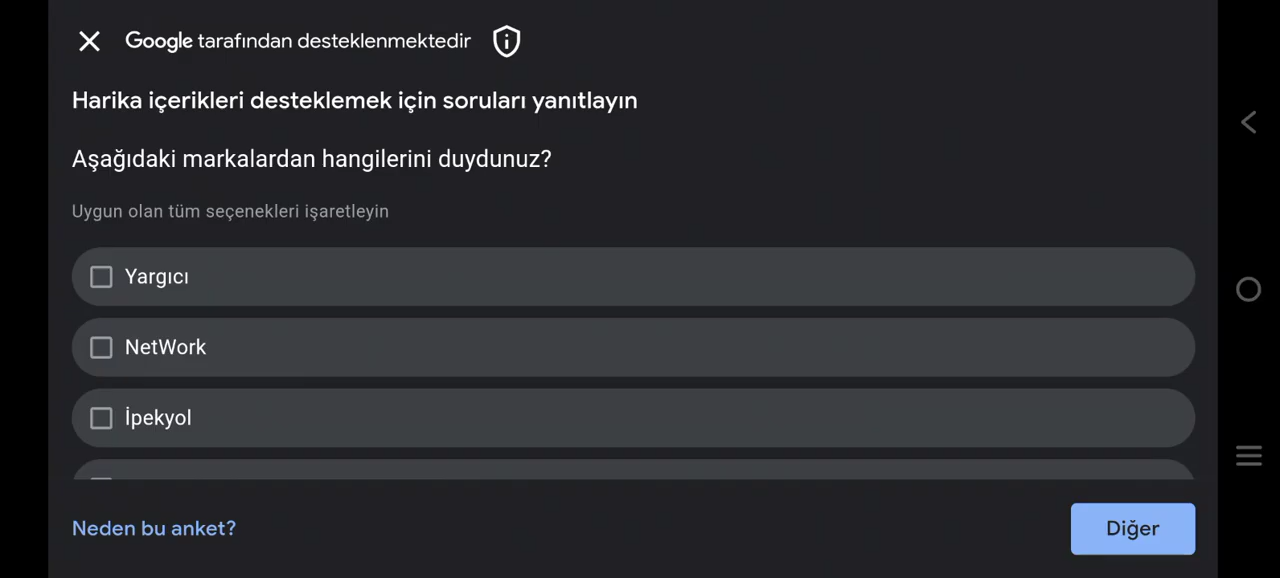 Google tarafından desteklenmektedir
Harika içerikleri desteklemek için soruları yanıtlayın
Aşağıdaki markalardan hangilerini duydunuz?
Uygun olan tüm seçenekleri işaretleyin
Yargıcı
NetWork
İpekyol
Neden bu anket?
Diğer